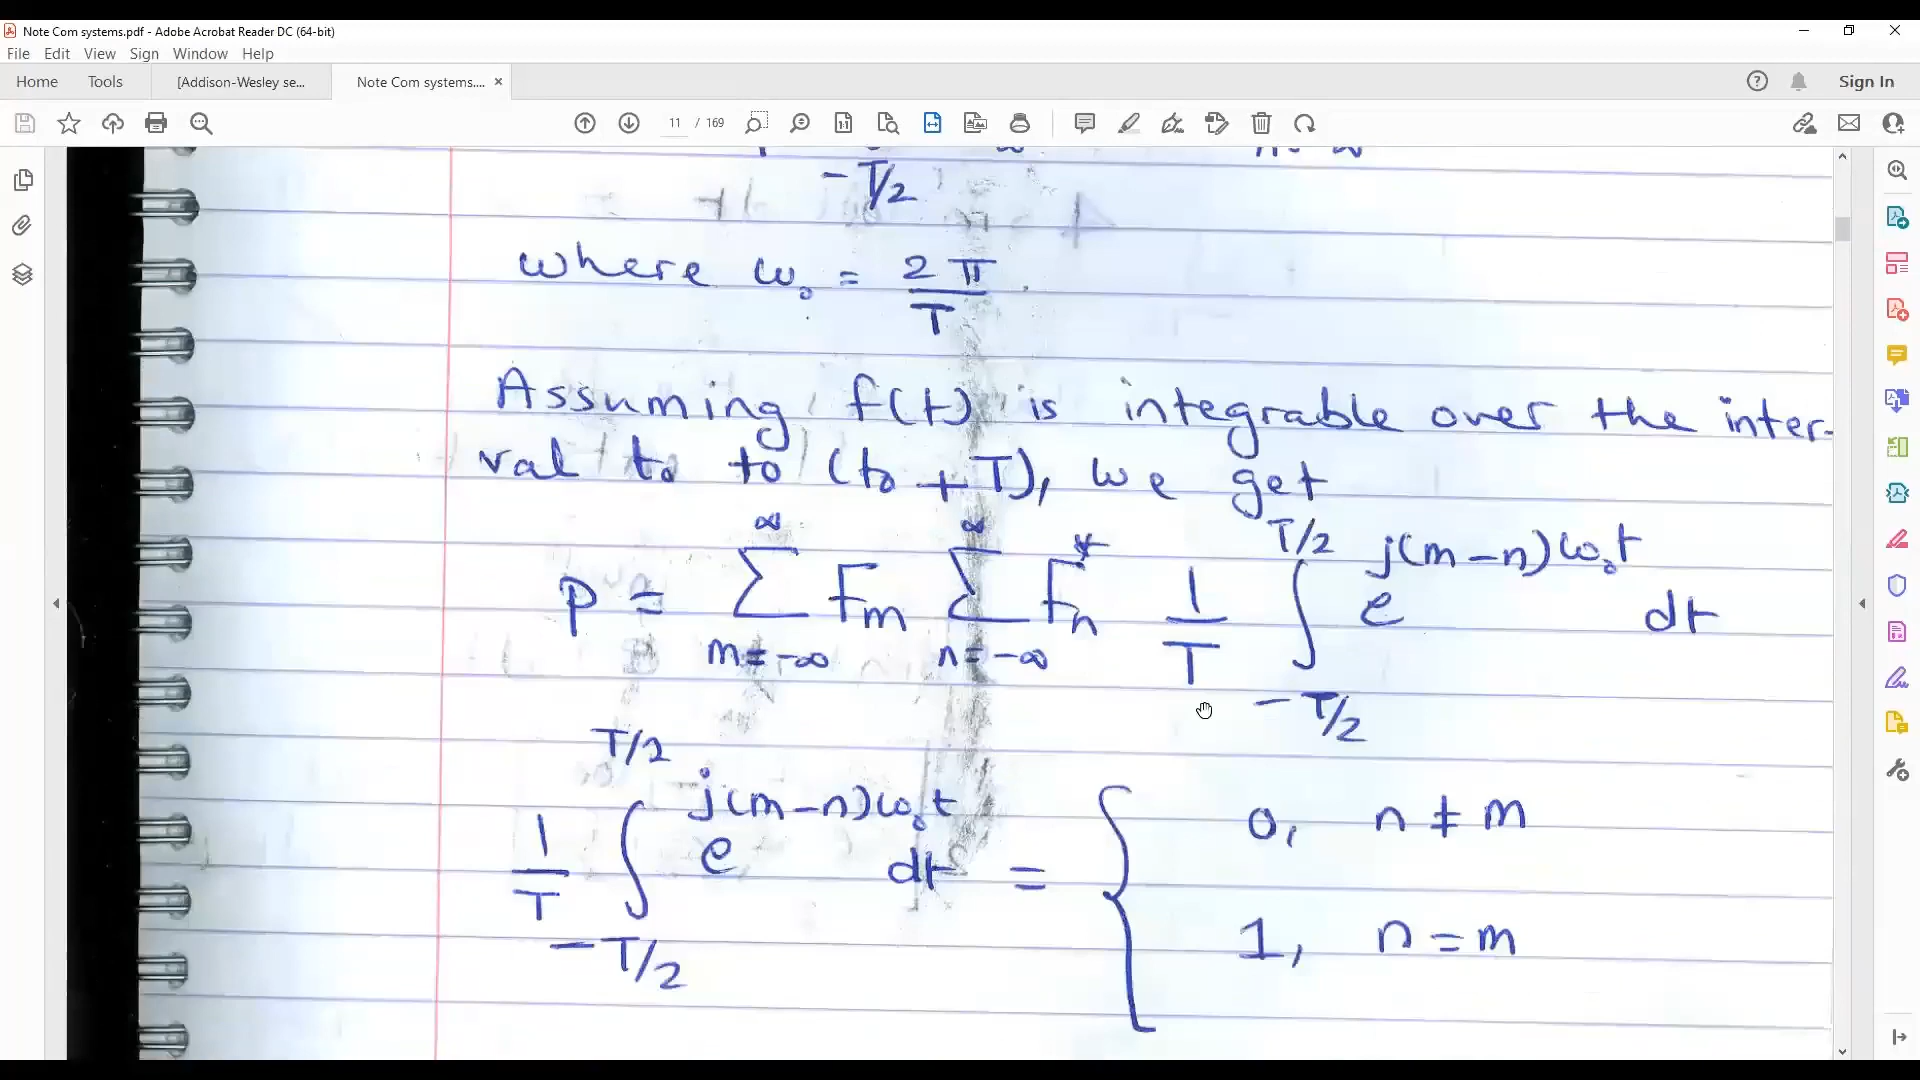 Note Com systems.pdf - Adobe Acrobat Reader DC (64-bit)
File Edit View Sign Window Help
Home Tools [Addison-Wesley se... Note Com systems.... ×
11 / 169
Sign In
-T/2
where ω₀ = 2π/T
Assuming f(t) is integrable over the inter-
val t₀ to (t₀ + T), we get
P = ∑_{m=-∞}^{∞} F_m ∑_{n=-∞}^{∞} F_n^* 1/T ∫_{-T/2}^{T/2} e^{j(m-n)ω₀t} dt
1/T ∫_{-T/2}^{T/2} e^{j(m-n)ω₀t} dt = { 0, n ≠ m
1, n = m